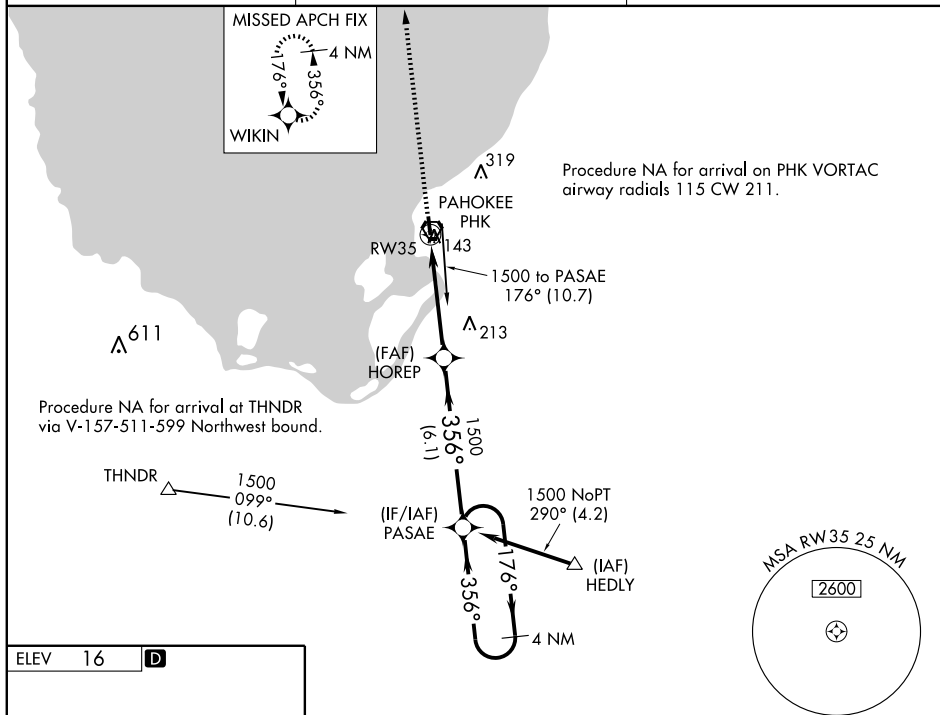 MISSED APCH FIX
4 NM
176°
356°
WIKIN
319
Procedure NA for arrival on PHK VORTAC
airway radials 115 CW 211.
PAHOKEE
PHK
RW35
143
1500 to PASAE
176° (10.7)
611
213
(FAF)
HOREP
Procedure NA for arrival at THNDR
via V-157-511-599 Northwest bound.
1500
356°
(6.1)
THNDR
1500
099°
(10.6)
1500 NoPT
290° (4.2)
(IF/IAF)
PASAE
(IAF)
HEDLY
176°
356°
4 NM
MSA RW35 25 NM
2600
ELEV 16 D